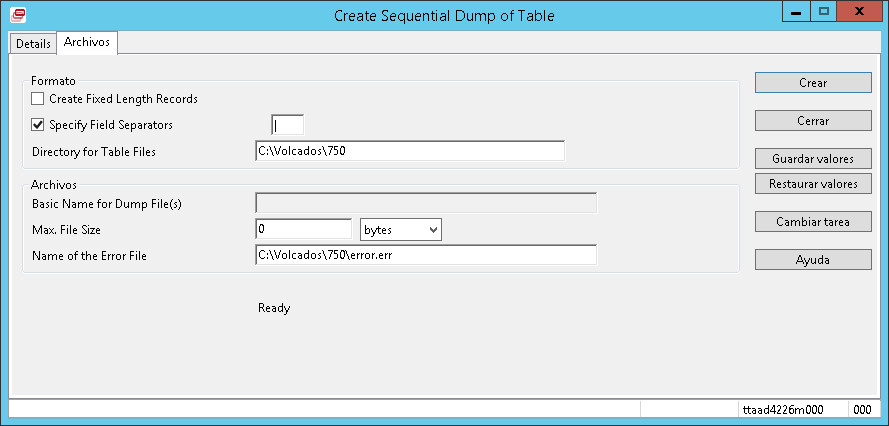 Create Sequential Dump of Table
Details Archivos
Formato
Create Fixed Length Records
Specify Field Separators |
Directory for Table Files C:\Volcados\750
Archivos
Basic Name for Dump File(s)
Max. File Size 0 bytes
Name of the Error File C:\Volcados\750\error.err
Ready
Crear
Cerrar
Guardar valores
Restaurar valores
Cambiar tarea
Ayuda
ttaad4226m000 000